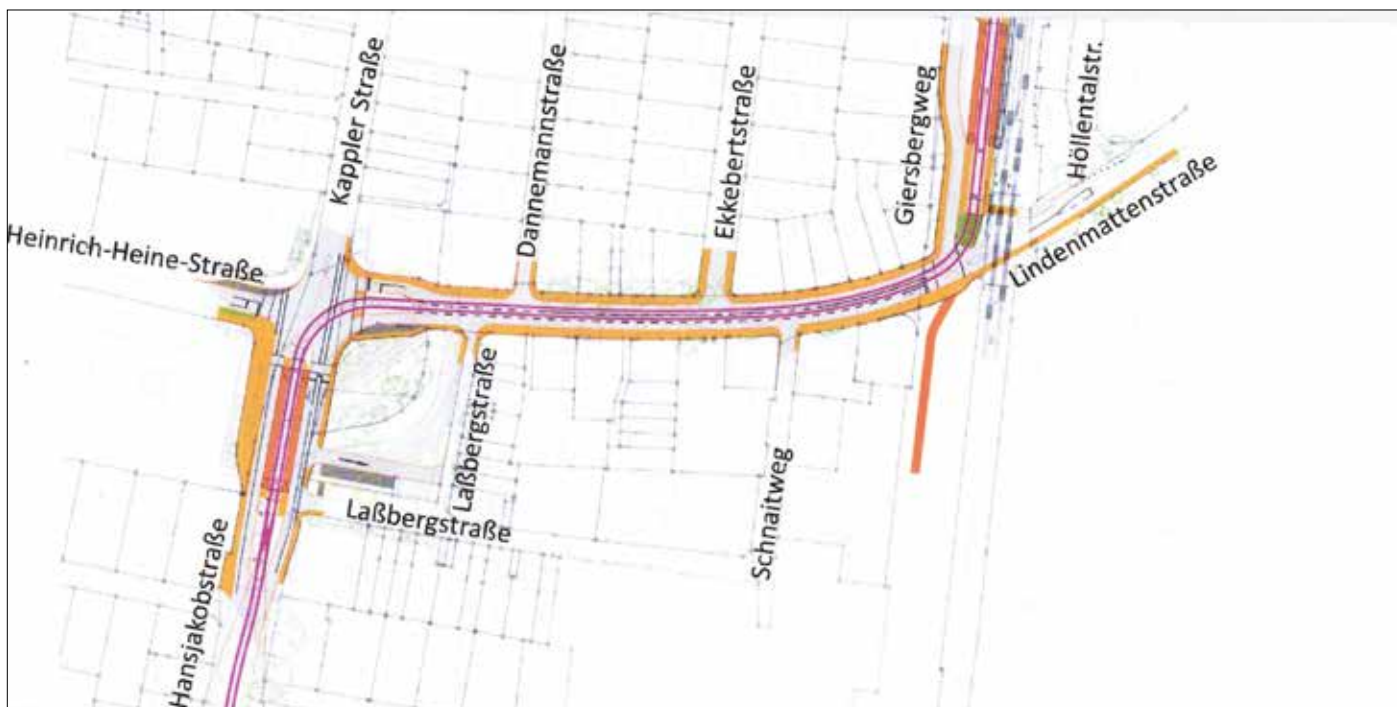 Heinrich-Heine-Straße
Kappler Straße
Dannemannstraße
Ekkebertstraße
Giersbergweg
Höllentalstr.
Lindenmattenstraße
Hansjakobstraße
Laßbergstraße
Laßbergstraße
Schnaitweg